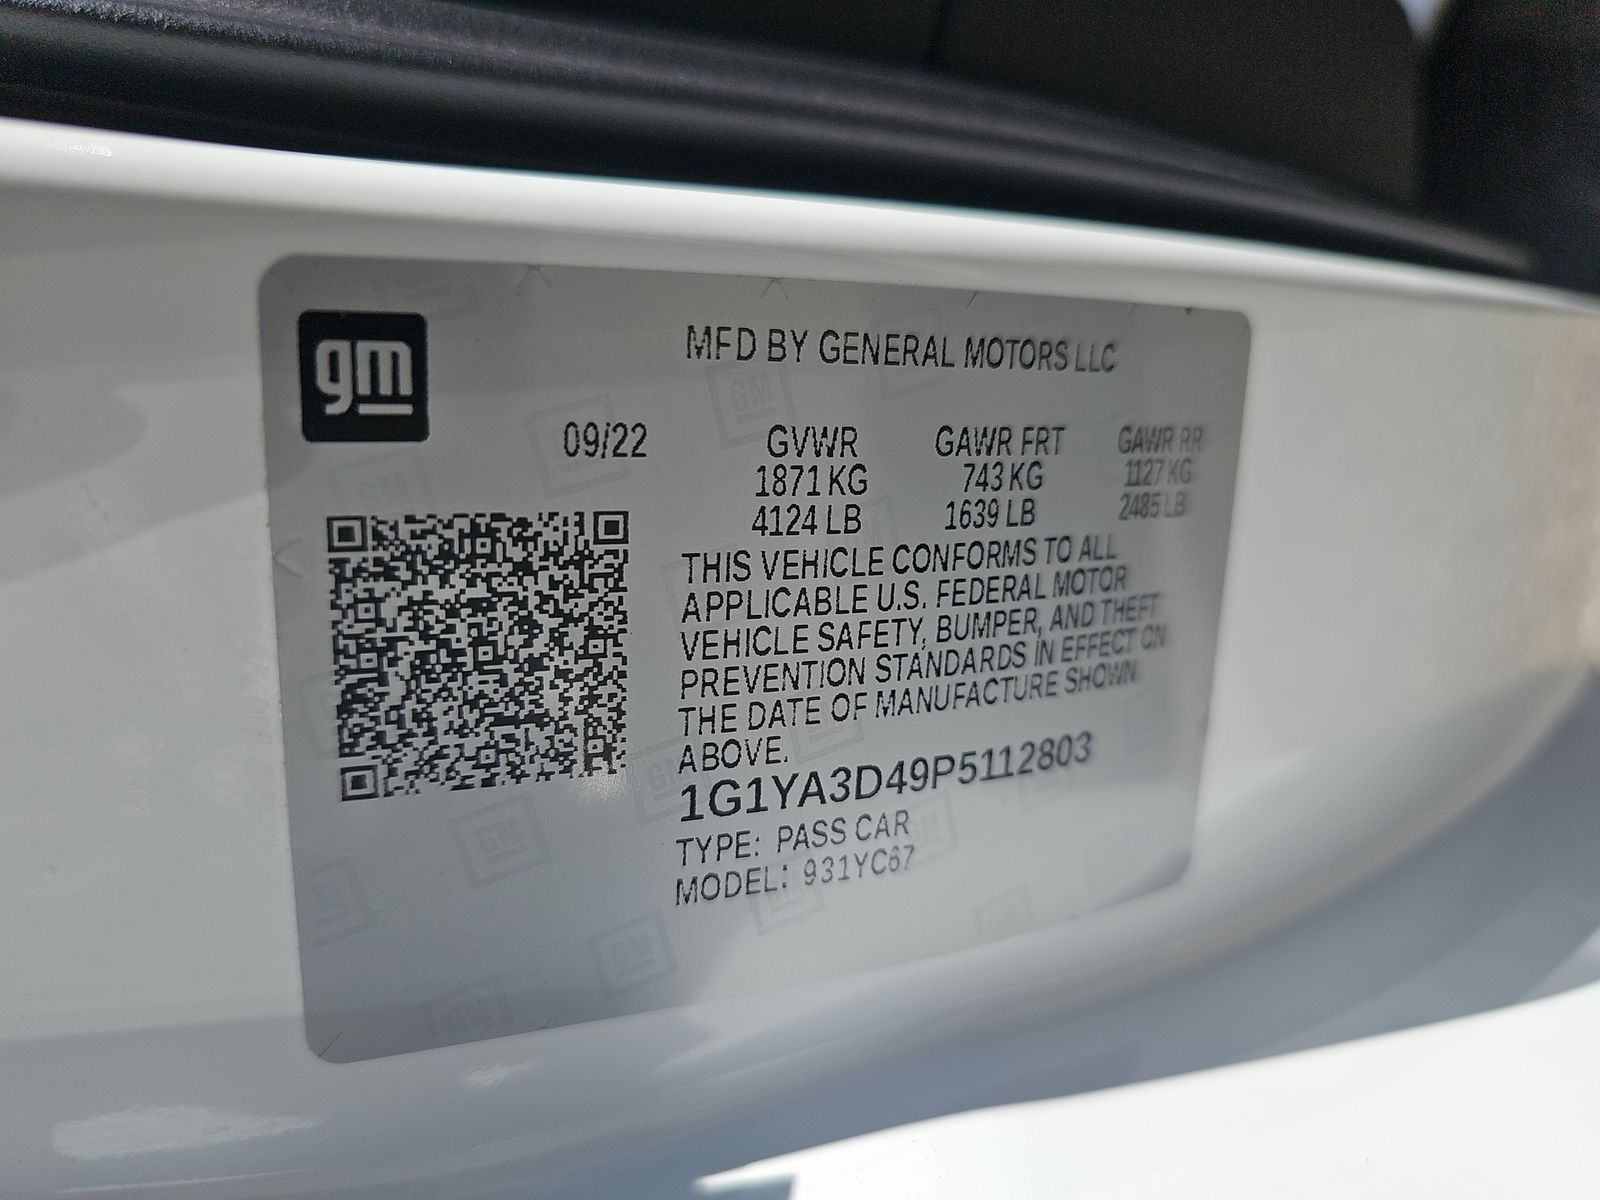 gm
MFD BY GENERAL MOTORS LLC
09/22 GVWR GAWR FRT GAWR RR
1871 KG 743 KG 1127 KG
4124 LB 1639 LB 2485 LB
THIS VEHICLE CONFORMS TO ALL
APPLICABLE U.S. FEDERAL MOTOR
VEHICLE SAFETY, BUMPER, AND THEFT
PREVENTION STANDARDS IN EFFECT ON
THE DATE OF MANUFACTURE SHOWN
ABOVE.
1G1YA3D49P5112803
TYPE: PASS CAR
MODEL: 931YC67